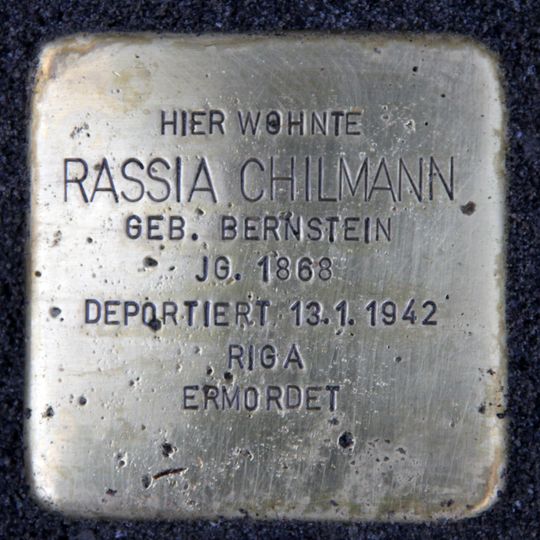 HIER WOHNTE
RASSIA CHILMANN
GEB. BERNSTEIN
JG. 1868
DEPORTIERT 13.1.1942
RIGA
ERMORDET